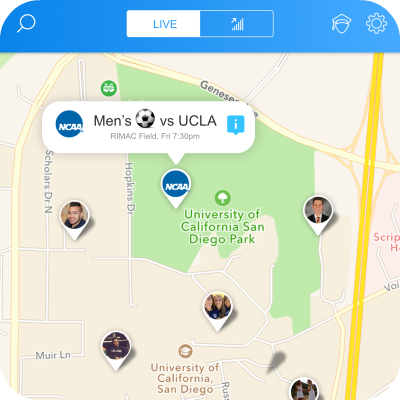 LIVE
Genesee
Men's ⚽ vs UCLA
NCAA
RIMAC Field, Fri 7:30pm
Scholars Dr N
Hopkins Dr
NCAA
University of
California San
Diego Park
Scrip
H
Voi
Muir Ln
University of
California,
San Diego
Russ